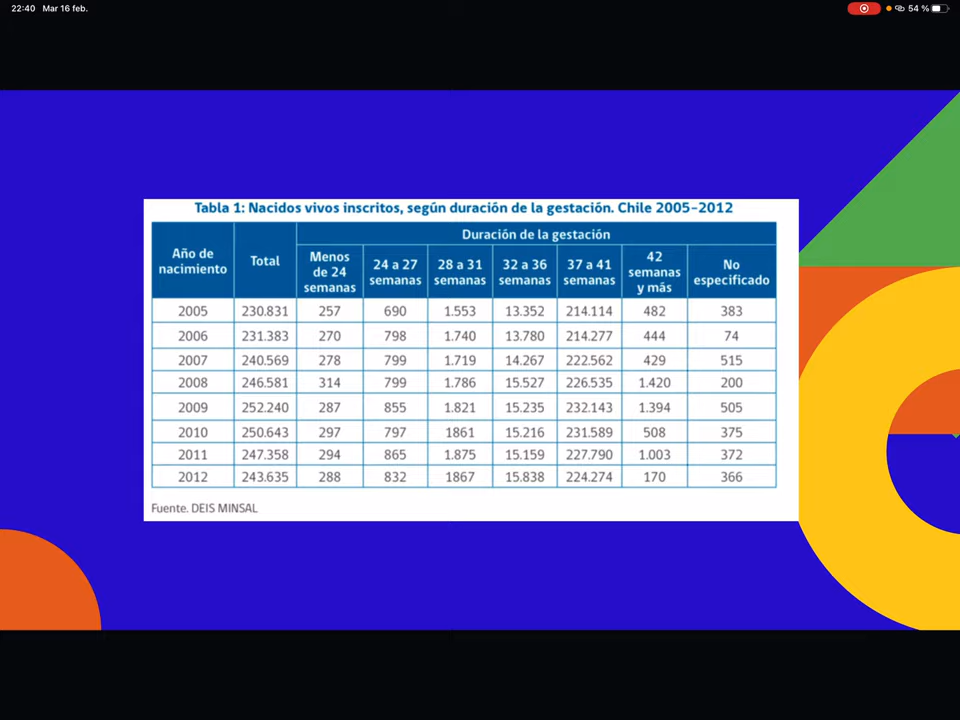 22:40 Mar 16 feb. 54 %
Tabla 1: Nacidos vivos inscritos, según duración de la gestación. Chile 2005-2012
Año de nacimiento Total Duración de la gestación
Menos de 24 semanas 24 a 27 semanas 28 a 31 semanas 32 a 36 semanas 37 a 41 semanas 42 semanas y más No especificado
2005 230.831 257 690 1.553 13.352 214.114 482 383
2006 231.383 270 798 1.740 13.780 214.277 444 74
2007 240.569 278 799 1.719 14.267 222.562 429 515
2008 246.581 314 799 1.786 15.527 226.535 1.420 200
2009 252.240 287 855 1.821 15.235 232.143 1.394 505
2010 250.643 297 797 1861 15.216 231.589 508 375
2011 247.358 294 865 1.875 15.159 227.790 1.003 372
2012 243.635 288 832 1867 15.838 224.274 170 366
Fuente. DEIS MINSAL